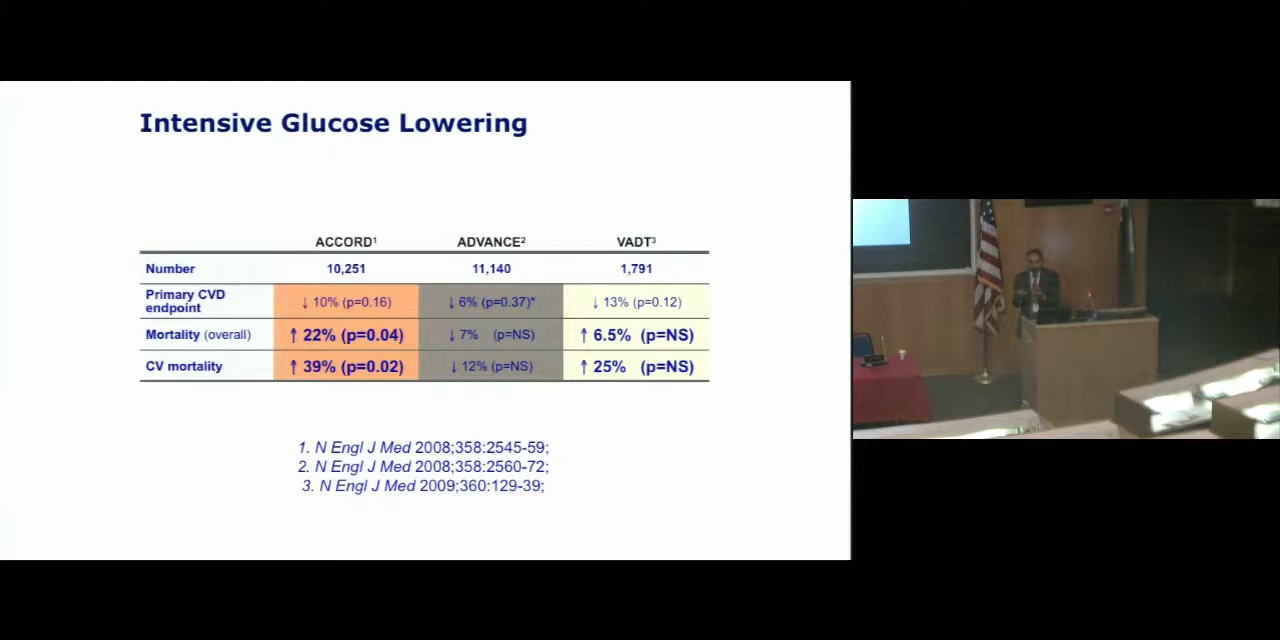 Intensive Glucose Lowering
ACCORD¹ ADVANCE² VADT³
Number 10,251 11,140 1,791
Primary CVD
endpoint ↓ 10% (p=0.16) ↓ 6% (p=0.37)* ↓ 13% (p=0.12)
Mortality (overall) ↑ 22% (p=0.04) ↓ 7% (p=NS) ↑ 6.5% (p=NS)
CV mortality ↑ 39% (p=0.02) ↓ 12% (p=NS) ↑ 25% (p=NS)
1. N Engl J Med 2008;358:2545-59;
2. N Engl J Med 2008;358:2560-72;
3. N Engl J Med 2009;360:129-39;